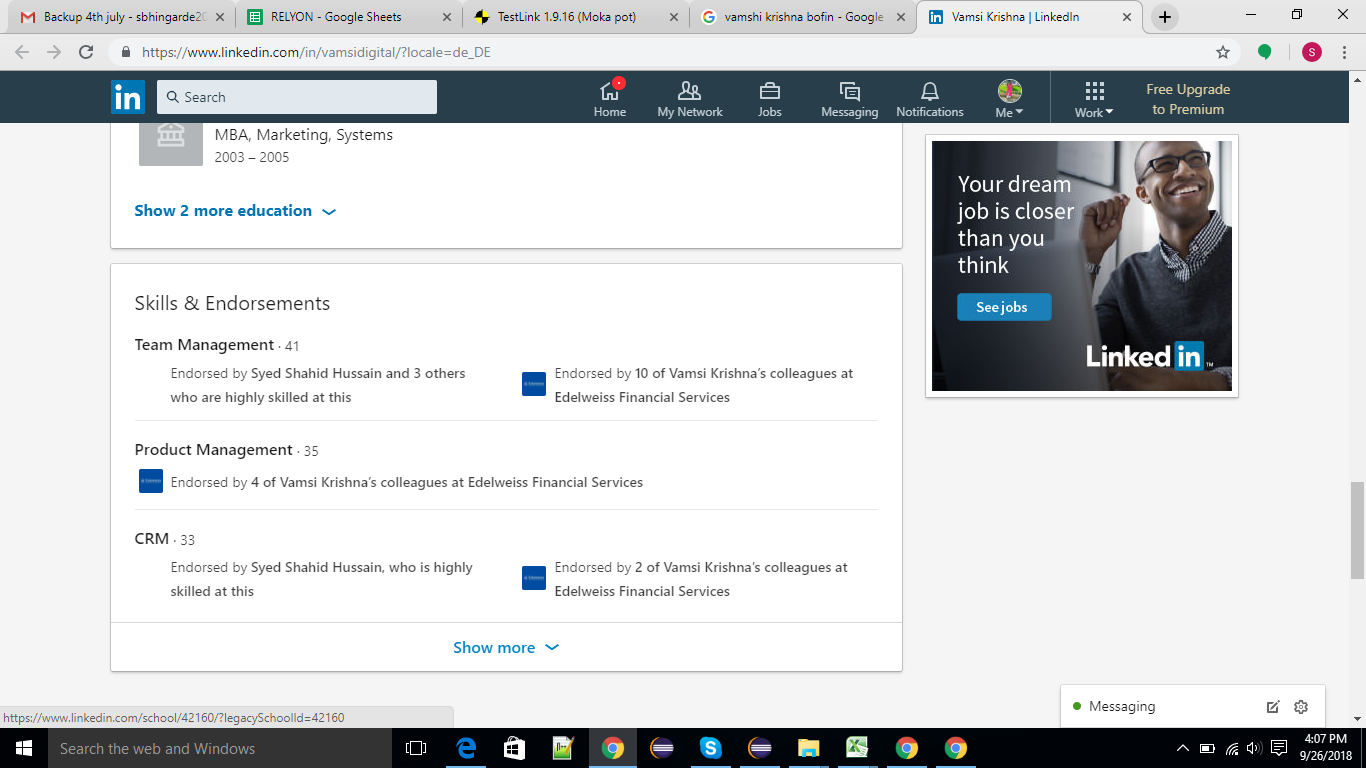 Backup 4th july - sbhingarde20
RELYON - Google Sheets
TestLink 1.9.16 (Moka pot)
vamshi krishna bofin - Google
Vamsi Krishna | LinkedIn
https://www.linkedin.com/in/vamsidigital/?locale=de_DE
S
in
Search
Home
My Network
Jobs
Messaging
Notifications
Me
Work
Free Upgrade
to Premium
MBA, Marketing, Systems
2003 – 2005
Show 2 more education
Skills & Endorsements
Team Management · 41
Endorsed by Syed Shahid Hussain and 3 others
who are highly skilled at this
Endorsed by 10 of Vamsi Krishna’s colleagues at
Edelweiss Financial Services
Product Management · 35
Endorsed by 4 of Vamsi Krishna’s colleagues at Edelweiss Financial Services
CRM · 33
Endorsed by Syed Shahid Hussain, who is highly
skilled at this
Endorsed by 2 of Vamsi Krishna’s colleagues at
Edelweiss Financial Services
Show more
Your dream
job is closer
than you
think
See jobs
Linked in ™
Messaging
https://www.linkedin.com/school/42160/?legacySchoolId=42160
Search the web and Windows
4:07 PM
9/26/2018